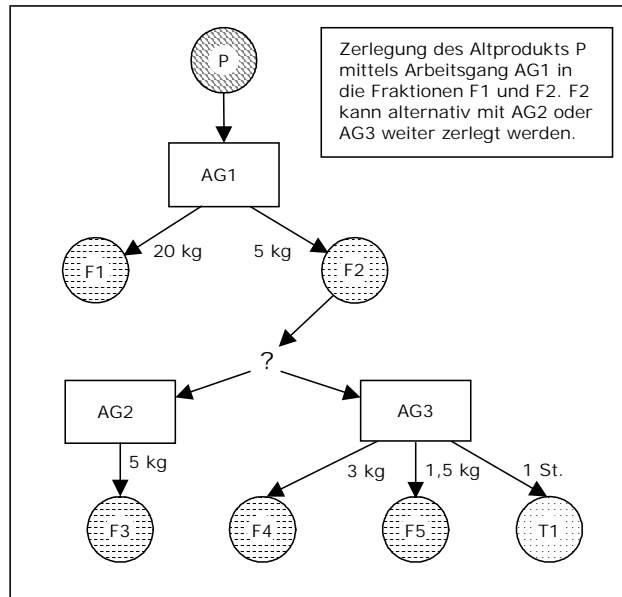 P
Zerlegung des Altprodukts P
mittels Arbeitsgang AG1 in
die Fraktionen F1 und F2. F2
kann alternativ mit AG2 oder
AG3 weiter zerlegt werden.
AG1
20 kg
5 kg
F1
F2
?
AG2
AG3
5 kg
3 kg
1,5 kg
1 St.
F3
F4
F5
T1